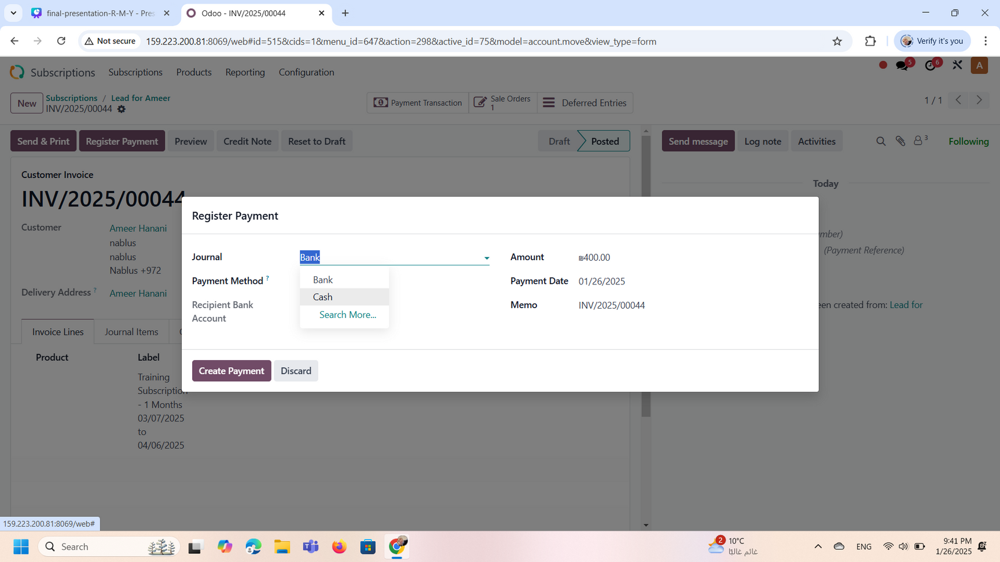 final-presentation-R-M-Y - Pres
Odoo - INV/2025/00044
Not secure
159.223.200.81:8069/web#id=515&cids=1&menu_id=647&action=298&active_id=75&model=account.move&view_type=form
Verify it's you
Subscriptions
Subscriptions
Products
Reporting
Configuration
5
6
A
New
Subscriptions / Lead for Ameer
INV/2025/00044
Payment Transaction
Sale Orders
1
Deferred Entries
1 / 1
Send & Print
Register Payment
Preview
Credit Note
Reset to Draft
Draft
Posted
Send message
Log note
Activities
3
Following
Customer Invoice
INV/2025/00044
Today
Customer
Ameer Hanani
nablus
nablus
Nablus +972
Delivery Address ?
Ameer Hanani
(Payment Reference)
Lead for
Register Payment
Journal
Bank
Bank
Cash
Search More...
Payment Method ?
Recipient Bank
Account
Amount
₪400.00
Payment Date
01/26/2025
Memo
INV/2025/00044
Create Payment
Discard
Invoice Lines
Journal Items
Product
Label
Training
Subscription
- 1 Months
03/07/2025
to
04/06/2025
159.223.200.81:8069/web#
Search
2
10°C
غائم غالبًا
ENG
9:41 PM
1/26/2025